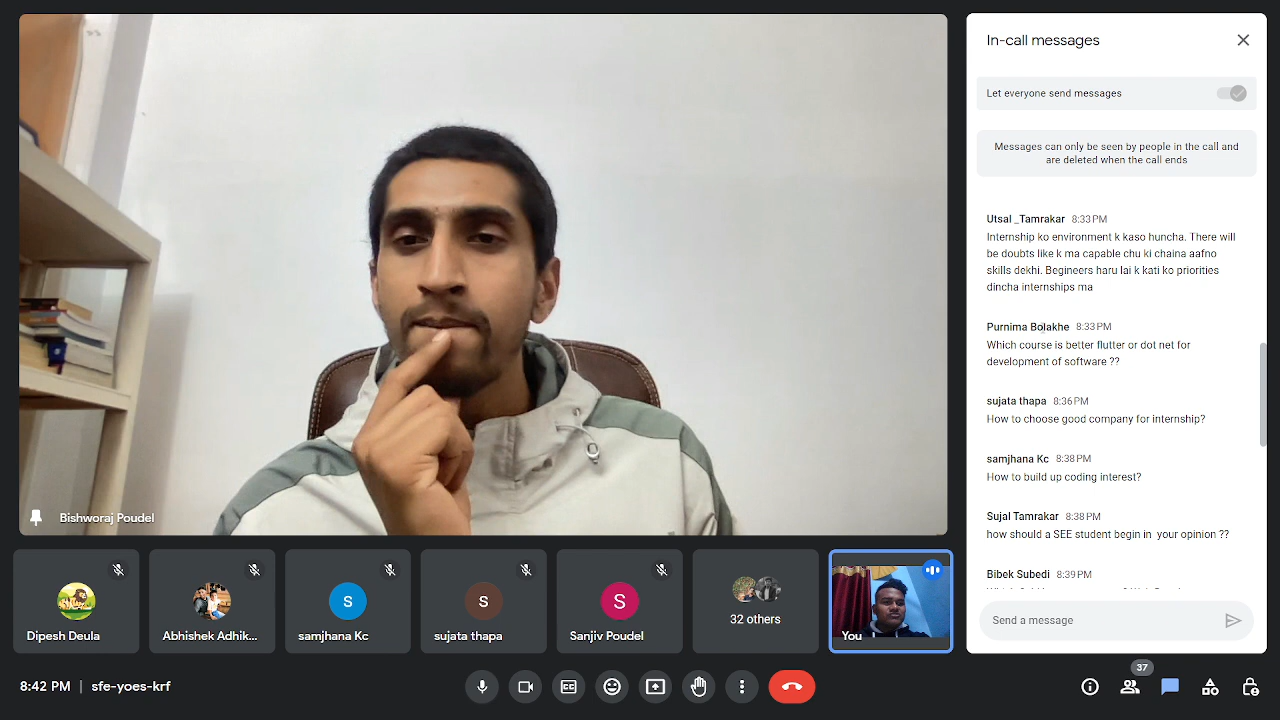 In-call messages
Let everyone send messages
Messages can only be seen by people in the call and
are deleted when the call ends
Utsal _Tamrakar 8:33 PM
Internship ko environment k kaso huncha. There will
be doubts like k ma capable chu ki chaina aafno
skills dekhi. Begineers haru lai k kati ko priorities
dincha internships ma
Purnima Bolakhe 8:33 PM
Which course is better flutter or dot net for
development of software ??
sujata thapa 8:36 PM
How to choose good company for internship?
samjhana Kc 8:38 PM
How to build up coding interest?
Sujal Tamrakar 8:38 PM
how should a SEE student begin in your opinion ??
Bibek Subedi 8:39 PM
Send a message
Bishworaj Poudel
Dipesh Deula
Abhishek Adhik...
S
samjhana Kc
S
sujata thapa
S
Sanjiv Poudel
32 others
You
8:42 PM | sfe-yoes-krf
37